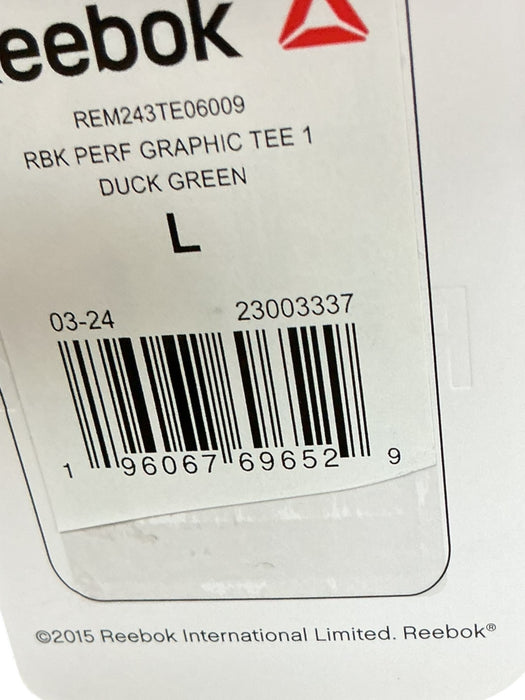 Reebok
REM243TE06009
RBK PERF GRAPHIC TEE 1
DUCK GREEN
L
03-24 23003337
1 96067 69652 9
©2015 Reebok International Limited. Reebok®